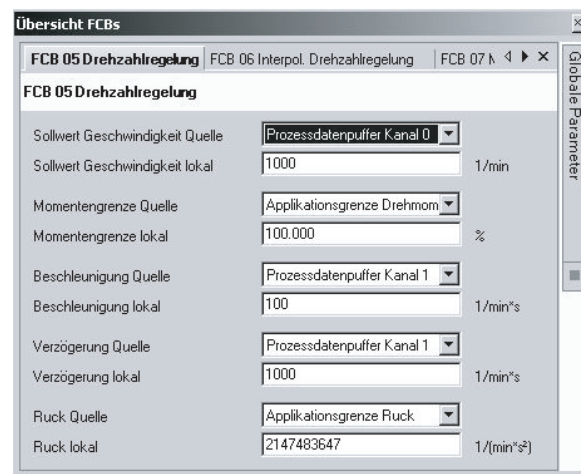 Übersicht FCBs
FCB 05 Drehzahlregelung FCB 06 Interpol. Drehzahlregelung FCB 07
FCB 05 Drehzahlregelung
Sollwert Geschwindigkeit Quelle Prozessdatenpuffer Kanal 0
Sollwert Geschwindigkeit lokal 1000 1/min
Momentengrenze Quelle Applikationsgrenze Drehmom
Momentengrenze lokal 100.000 %
Beschleunigung Quelle Prozessdatenpuffer Kanal 1
Beschleunigung lokal 100 1/min*s
Verzögerung Quelle Prozessdatenpuffer Kanal 1
Verzögerung lokal 1000 1/min*s
Ruck Quelle Applikationsgrenze Ruck
Ruck lokal 2147483647 1/(min*s²)
Globale Parameter